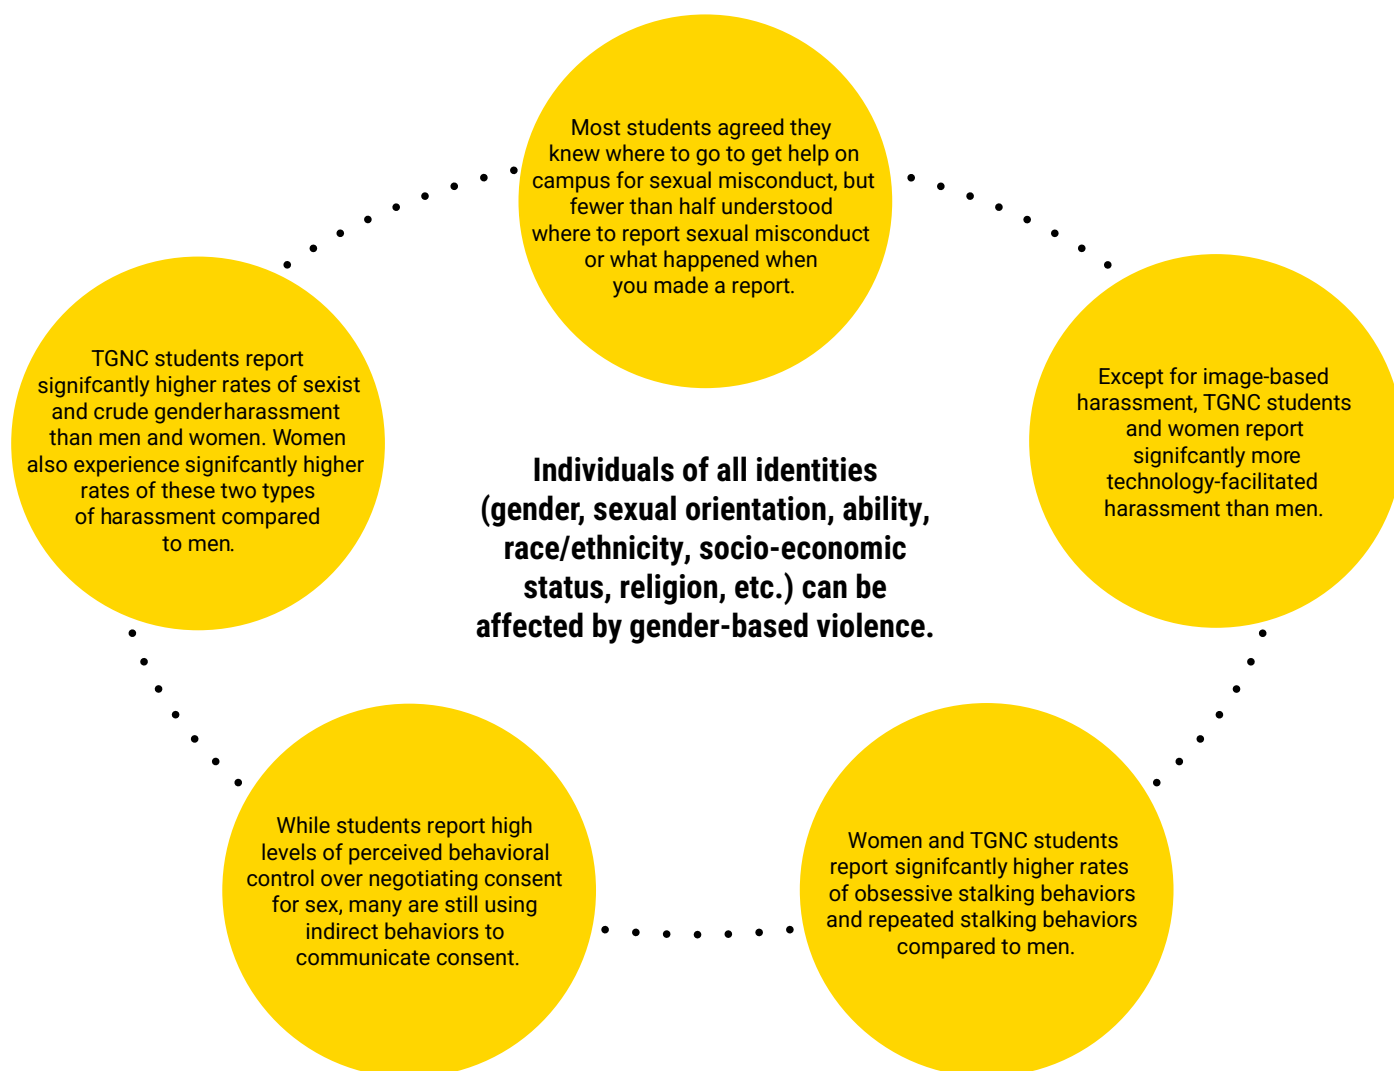 Most students agreed they
knew where to go to get help on
campus for sexual misconduct, but
fewer than half understood
where to report sexual misconduct
or what happened when
you made a report.
TGNC students report
signifcantly higher rates of sexist
and crude genderharassment
than men and women. Women
also experience signifcantly higher
rates of these two types
of harassment compared
to men.
Except for image-based
harassment, TGNC students
and women report
signifcantly more
technology-facilitated
harassment than men.
Individuals of all identities
(gender, sexual orientation, ability,
race/ethnicity, socio-economic
status, religion, etc.) can be
affected by gender-based violence.
While students report high
levels of perceived behavioral
control over negotiating consent
for sex, many are still using
indirect behaviors to
communicate consent.
Women and TGNC students
report signifcantly higher rates
of obsessive stalking behaviors
and repeated stalking behaviors
compared to men.